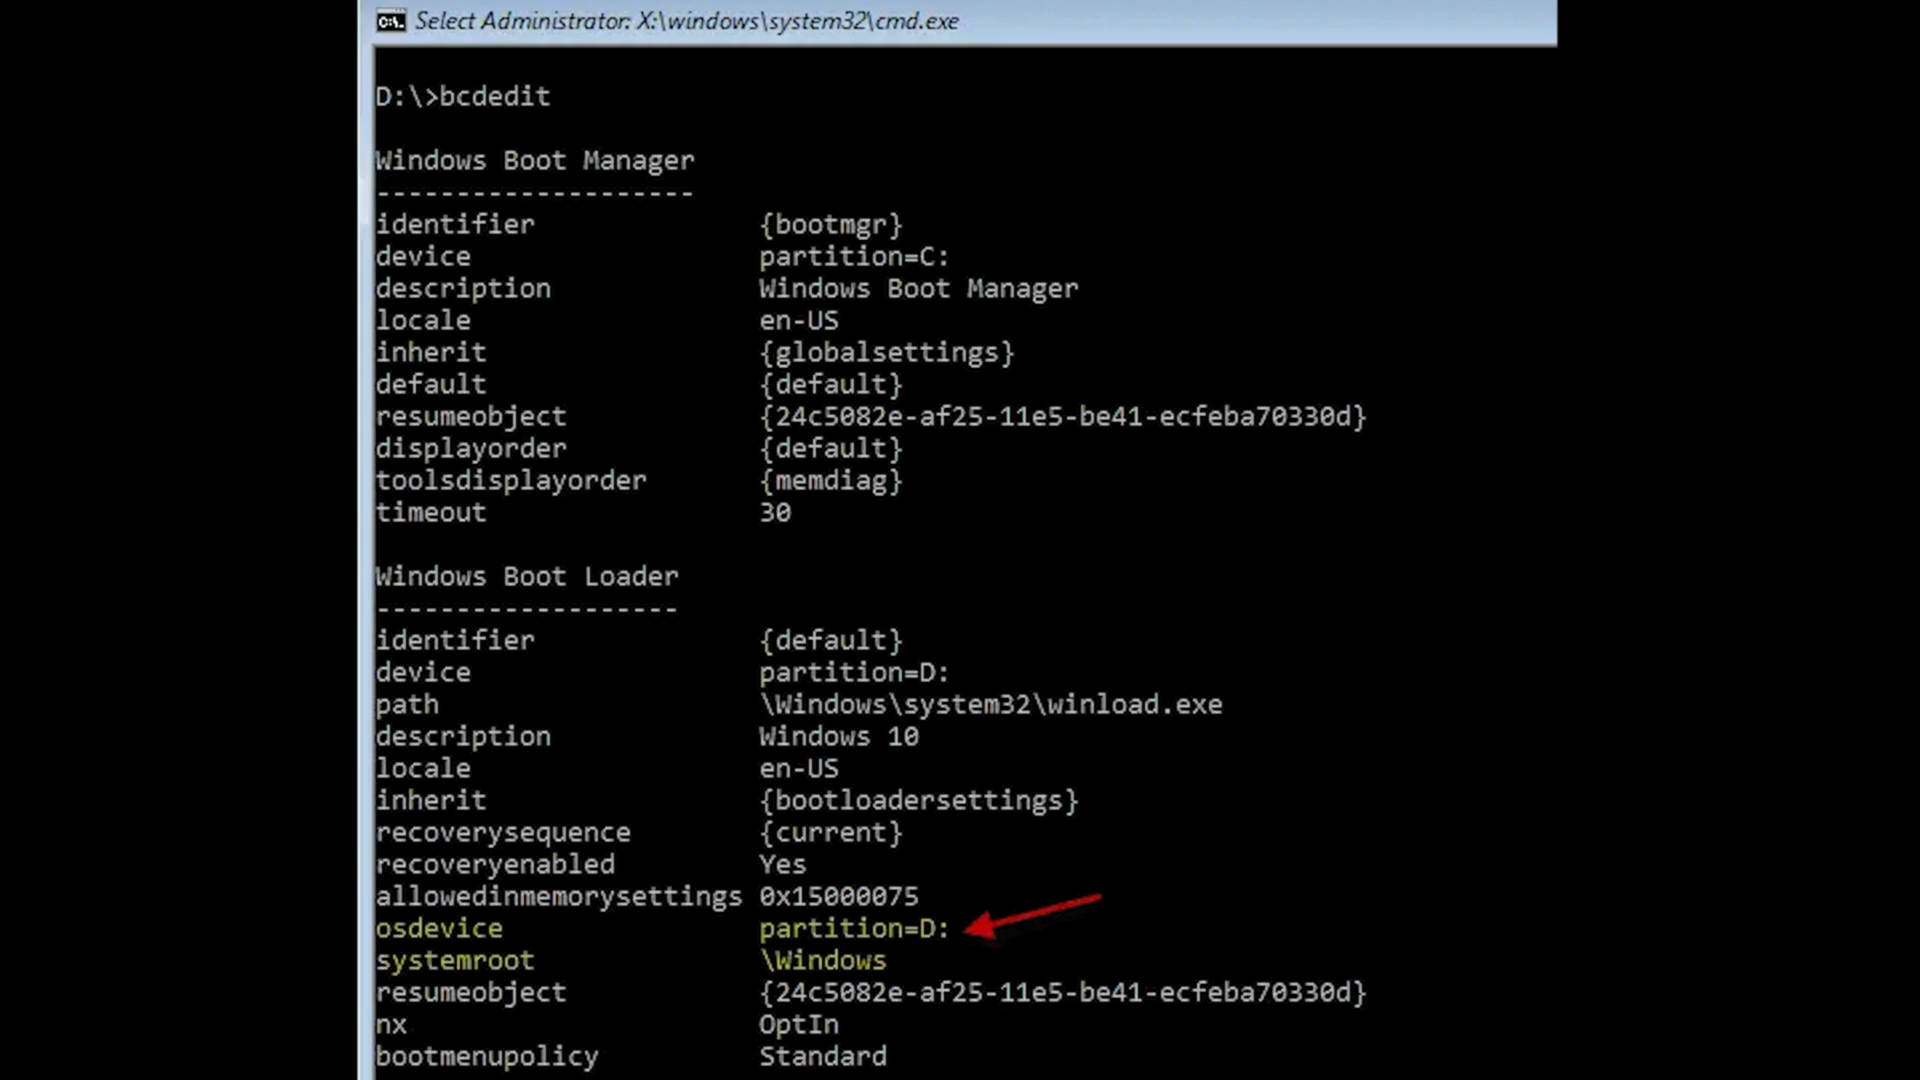 Select Administrator: X:\windows\system32\cmd.exe
D:\>bcdedit
Windows Boot Manager
--------------------
identifier {bootmgr}
device partition=C:
description Windows Boot Manager
locale en-US
inherit {globalsettings}
default {default}
resumeobject {24c5082e-af25-11e5-be41-ecfeba70330d}
displayorder {default}
toolsdisplayorder {memdiag}
timeout 30
Windows Boot Loader
-------------------
identifier {default}
device partition=D:
path \Windows\system32\winload.exe
description Windows 10
locale en-US
inherit {bootloadersettings}
recoverysequence {current}
recoveryenabled Yes
allowedinmemorysettings 0x15000075
osdevice partition=D:
systemroot \Windows
resumeobject {24c5082e-af25-11e5-be41-ecfeba70330d}
nx OptIn
bootmenupolicy Standard